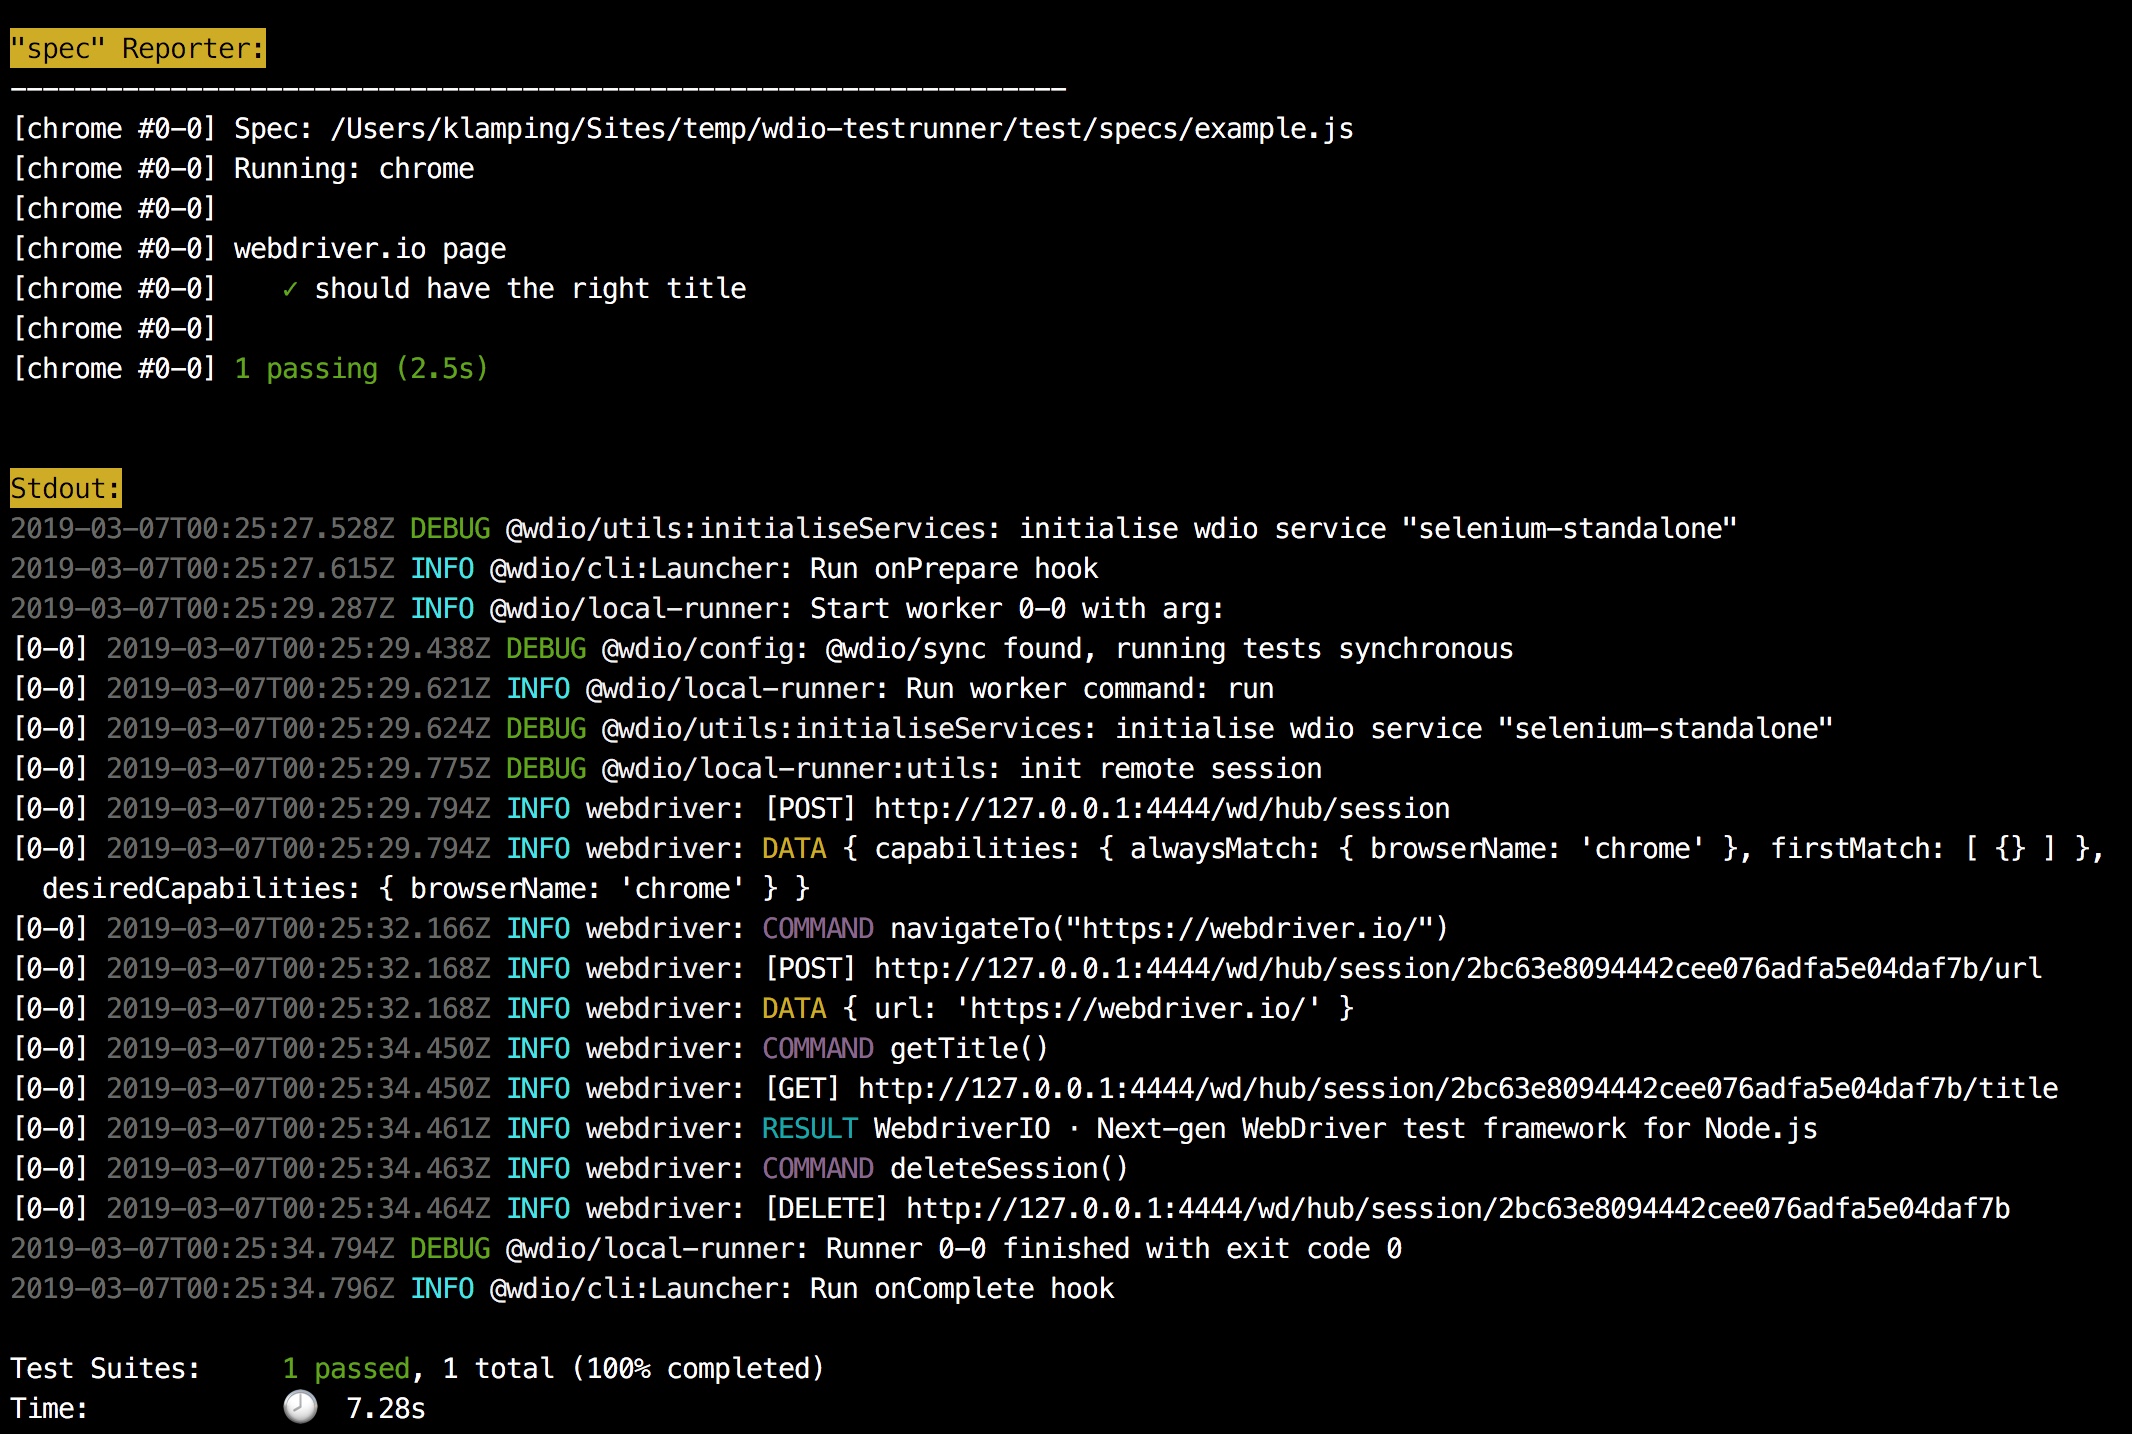 "spec" Reporter:
------------------------------------------------------------------
[chrome #0-0] Spec: /Users/klamping/Sites/temp/wdio-testrunner/test/specs/example.js
[chrome #0-0] Running: chrome
[chrome #0-0]
[chrome #0-0] webdriver.io page
[chrome #0-0]    ✓ should have the right title
[chrome #0-0]
[chrome #0-0] 1 passing (2.5s)
Stdout:
2019-03-07T00:25:27.528Z DEBUG @wdio/utils:initialiseServices: initialise wdio service "selenium-standalone"
2019-03-07T00:25:27.615Z INFO @wdio/cli:Launcher: Run onPrepare hook
2019-03-07T00:25:29.287Z INFO @wdio/local-runner: Start worker 0-0 with arg:
[0-0] 2019-03-07T00:25:29.438Z DEBUG @wdio/config: @wdio/sync found, running tests synchronous
[0-0] 2019-03-07T00:25:29.621Z INFO @wdio/local-runner: Run worker command: run
[0-0] 2019-03-07T00:25:29.624Z DEBUG @wdio/utils:initialiseServices: initialise wdio service "selenium-standalone"
[0-0] 2019-03-07T00:25:29.775Z DEBUG @wdio/local-runner:utils: init remote session
[0-0] 2019-03-07T00:25:29.794Z INFO webdriver: [POST] http://127.0.0.1:4444/wd/hub/session
[0-0] 2019-03-07T00:25:29.794Z INFO webdriver: DATA { capabilities: { alwaysMatch: { browserName: 'chrome' }, firstMatch: [ {} ] },
  desiredCapabilities: { browserName: 'chrome' } }
[0-0] 2019-03-07T00:25:32.166Z INFO webdriver: COMMAND navigateTo("https://webdriver.io/")
[0-0] 2019-03-07T00:25:32.168Z INFO webdriver: [POST] http://127.0.0.1:4444/wd/hub/session/2bc63e8094442cee076adfa5e04daf7b/url
[0-0] 2019-03-07T00:25:32.168Z INFO webdriver: DATA { url: 'https://webdriver.io/' }
[0-0] 2019-03-07T00:25:34.450Z INFO webdriver: COMMAND getTitle()
[0-0] 2019-03-07T00:25:34.450Z INFO webdriver: [GET] http://127.0.0.1:4444/wd/hub/session/2bc63e8094442cee076adfa5e04daf7b/title
[0-0] 2019-03-07T00:25:34.461Z INFO webdriver: RESULT WebdriverIO · Next-gen WebDriver test framework for Node.js
[0-0] 2019-03-07T00:25:34.463Z INFO webdriver: COMMAND deleteSession()
[0-0] 2019-03-07T00:25:34.464Z INFO webdriver: [DELETE] http://127.0.0.1:4444/wd/hub/session/2bc63e8094442cee076adfa5e04daf7b
2019-03-07T00:25:34.794Z DEBUG @wdio/local-runner: Runner 0-0 finished with exit code 0
2019-03-07T00:25:34.796Z INFO @wdio/cli:Launcher: Run onComplete hook
Test Suites:     1 passed, 1 total (100% completed)
Time:            🕗  7.28s